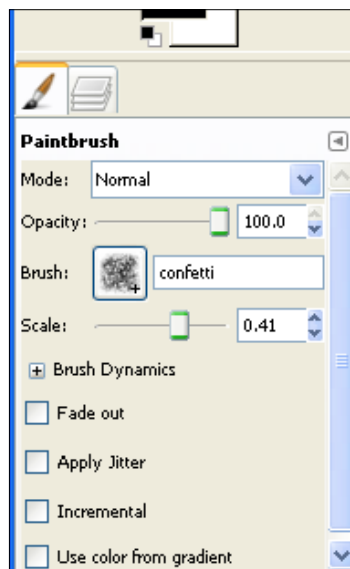 Paintbrush
Mode: Normal
Opacity: 100.0
Brush: confetti
Scale: 0.41
Brush Dynamics
Fade out
Apply Jitter
Incremental
Use color from gradient